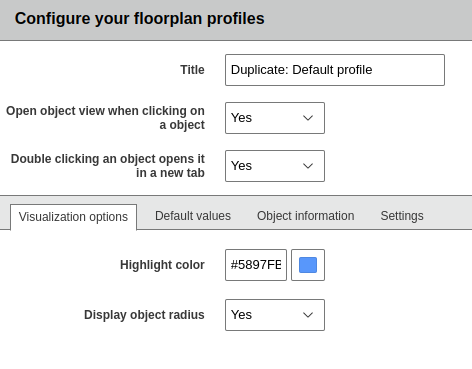 Configure your floorplan profiles
Title
Duplicate: Default profile
Open object view when clicking on
a object
Yes
Double clicking an object opens it
in a new tab
Yes
Visualization options Default values Object information Settings
Highlight color
#5897FB
Display object radius
Yes